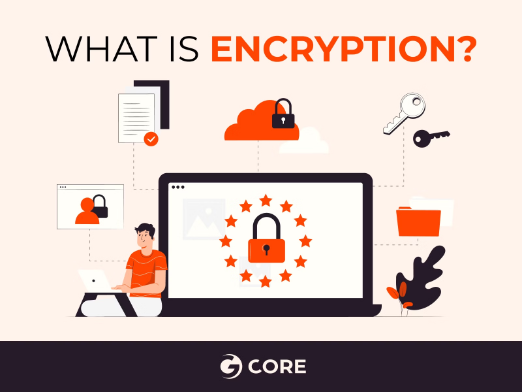 WHAT IS ENCRYPTION?
G CORE